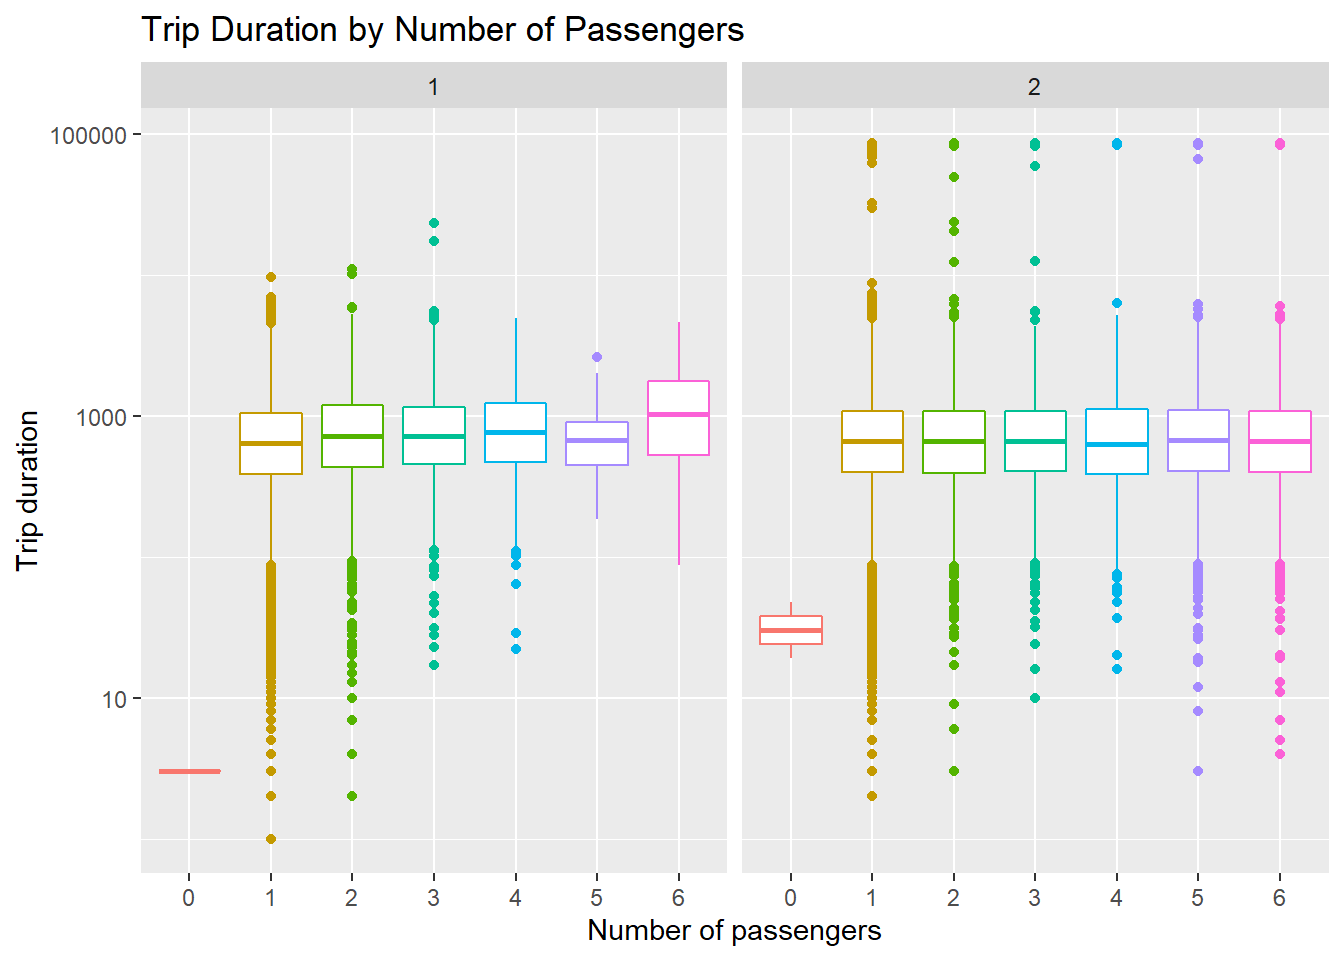 Trip Duration by Number of Passengers
1 2
100000
1000
10
Trip duration
0 1 2 3 4 5 6 0 1 2 3 4 5 6
Number of passengers